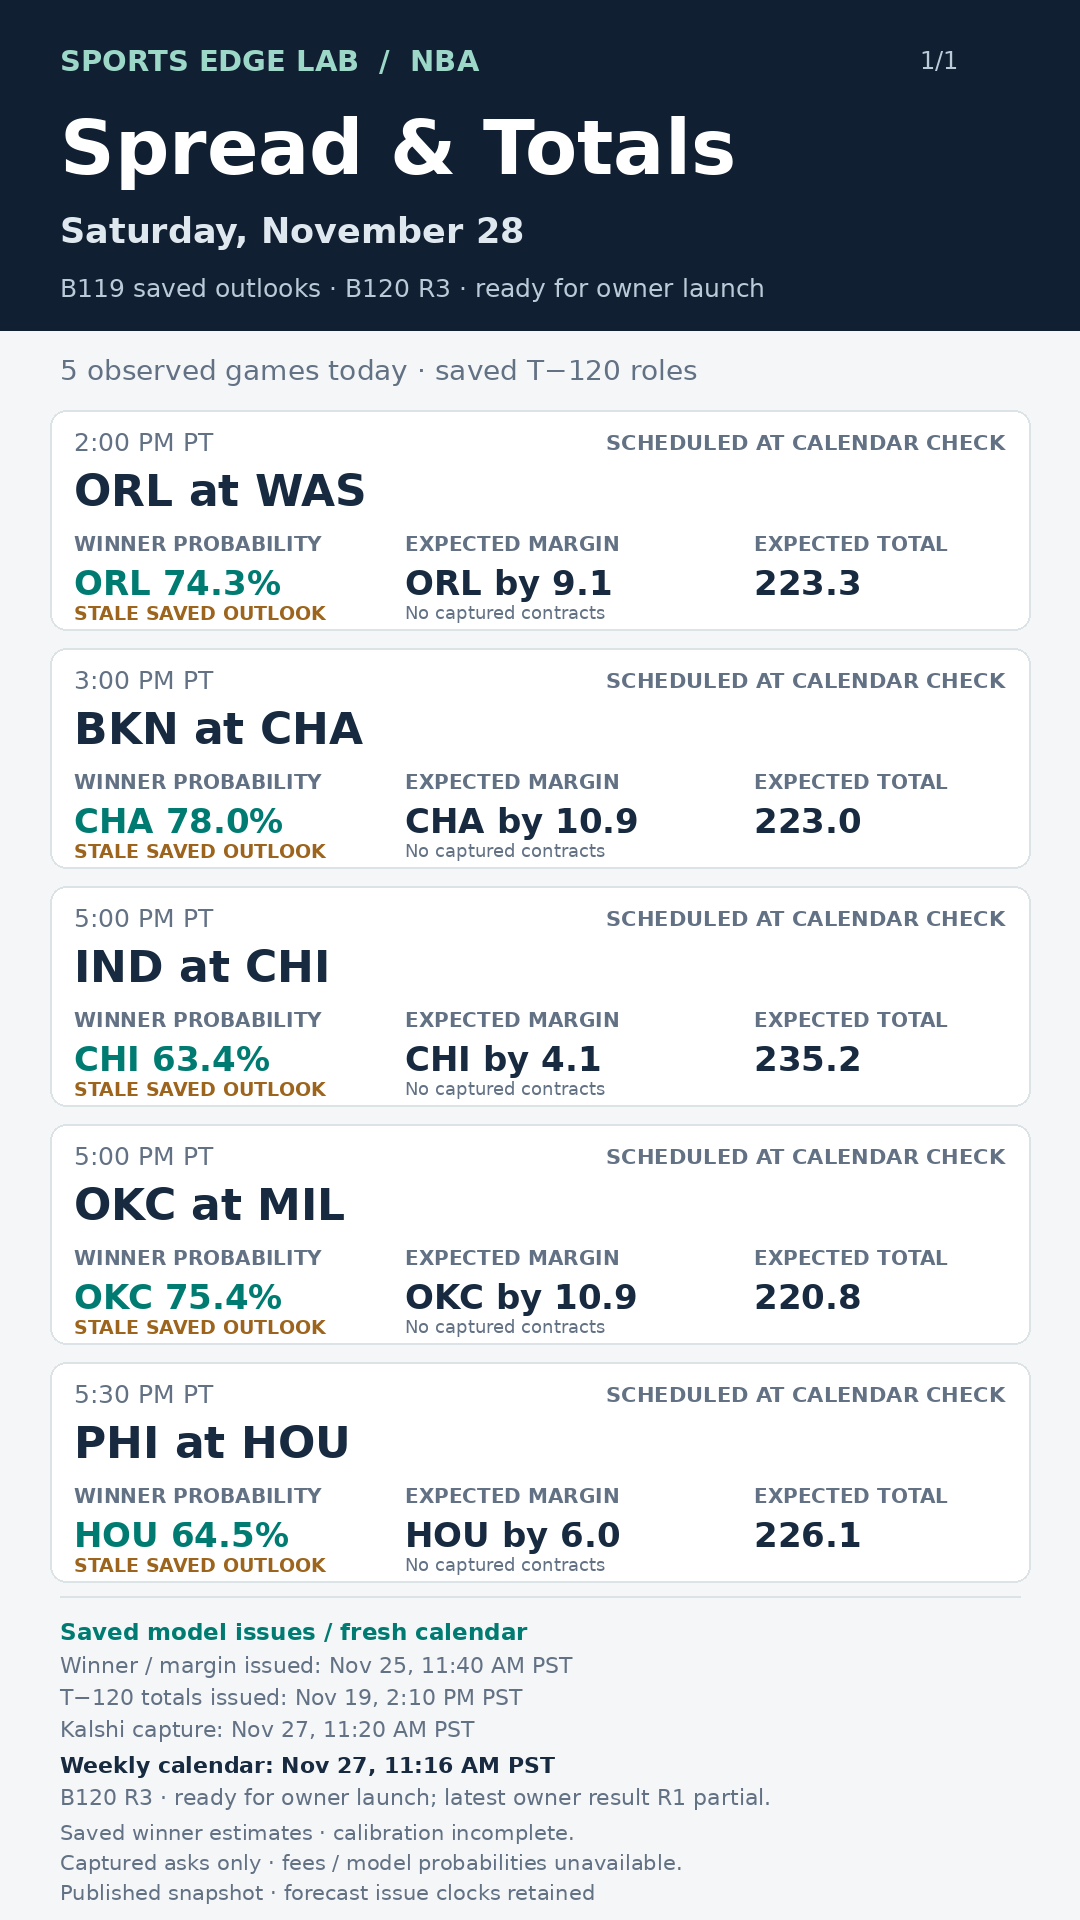 SPORTS EDGE LAB / NBA 1/1
Spread & Totals
Saturday, November 28
B119 saved outlooks · B120 R3 · ready for owner launch
5 observed games today · saved T−120 roles
2:00 PM PT SCHEDULED AT CALENDAR CHECK
ORL at WAS
WINNER PROBABILITY EXPECTED MARGIN EXPECTED TOTAL
ORL 74.3% ORL by 9.1 223.3
STALE SAVED OUTLOOK No captured contracts
3:00 PM PT SCHEDULED AT CALENDAR CHECK
BKN at CHA
WINNER PROBABILITY EXPECTED MARGIN EXPECTED TOTAL
CHA 78.0% CHA by 10.9 223.0
STALE SAVED OUTLOOK No captured contracts
5:00 PM PT SCHEDULED AT CALENDAR CHECK
IND at CHI
WINNER PROBABILITY EXPECTED MARGIN EXPECTED TOTAL
CHI 63.4% CHI by 4.1 235.2
STALE SAVED OUTLOOK No captured contracts
5:00 PM PT SCHEDULED AT CALENDAR CHECK
OKC at MIL
WINNER PROBABILITY EXPECTED MARGIN EXPECTED TOTAL
OKC 75.4% OKC by 10.9 220.8
STALE SAVED OUTLOOK No captured contracts
5:30 PM PT SCHEDULED AT CALENDAR CHECK
PHI at HOU
WINNER PROBABILITY EXPECTED MARGIN EXPECTED TOTAL
HOU 64.5% HOU by 6.0 226.1
STALE SAVED OUTLOOK No captured contracts
Saved model issues / fresh calendar
Winner / margin issued: Nov 25, 11:40 AM PST
T−120 totals issued: Nov 19, 2:10 PM PST
Kalshi capture: Nov 27, 11:20 AM PST
Weekly calendar: Nov 27, 11:16 AM PST
B120 R3 · ready for owner launch; latest owner result R1 partial.
Saved winner estimates · calibration incomplete.
Captured asks only · fees / model probabilities unavailable.
Published snapshot · forecast issue clocks retained